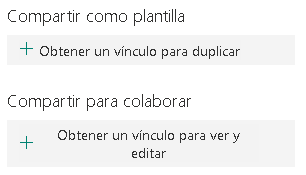 Compartir como plantilla
+ Obtener un vínculo para duplicar
Compartir para colaborar
+ Obtener un vínculo para ver y
editar